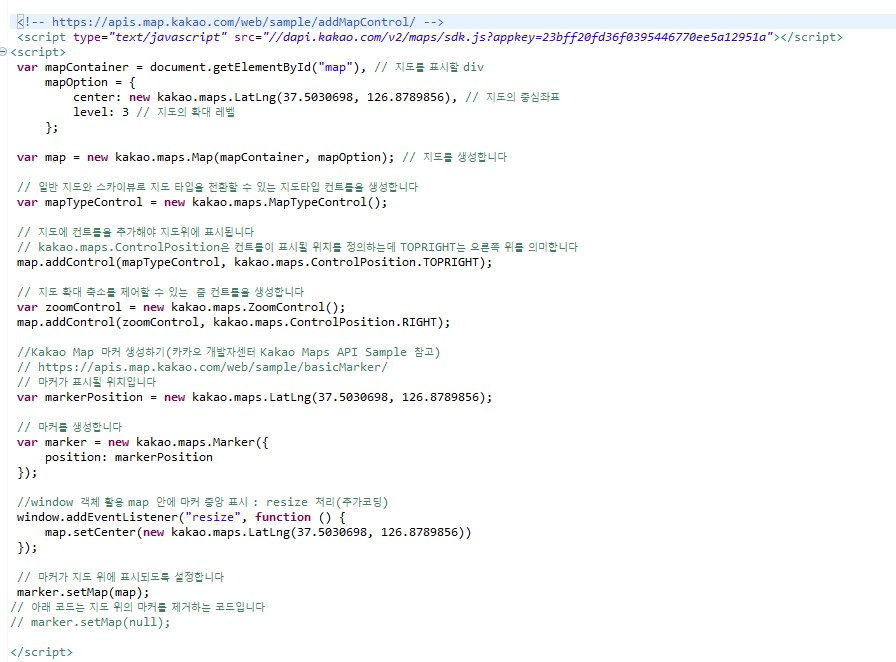 <!-- https://apis.map.kakao.com/web/sample/addMapControl/ -->
<script type="text/javascript" src="//dapi.kakao.com/v2/maps/sdk.js?appkey=23bff20fd36f0395446770ee5a12951a"></script>
<script>
var mapContainer = document.getElementById("map"), // 지도를 표시할 div
    mapOption = {
        center: new kakao.maps.LatLng(37.5030698, 126.8789856), // 지도의 중심좌표
        level: 3 // 지도의 확대 레벨
    };
var map = new kakao.maps.Map(mapContainer, mapOption); // 지도를 생성합니다
// 일반 지도와 스카이뷰로 지도 타입을 전환할 수 있는 지도타입 컨트롤을 생성합니다
var mapTypeControl = new kakao.maps.MapTypeControl();
// 지도에 컨트롤을 추가해야 지도위에 표시됩니다
// kakao.maps.ControlPosition은 컨트롤이 표시될 위치를 정의하는데 TOPRIGHT는 오른쪽 위를 의미합니다
map.addControl(mapTypeControl, kakao.maps.ControlPosition.TOPRIGHT);
// 지도 확대 축소를 제어할 수 있는  줌 컨트롤을 생성합니다
var zoomControl = new kakao.maps.ZoomControl();
map.addControl(zoomControl, kakao.maps.ControlPosition.RIGHT);
//Kakao Map 마커 생성하기(카카오 개발자센터 Kakao Maps API Sample 참고)
// https://apis.map.kakao.com/web/sample/basicMarker/
// 마커가 표시될 위치입니다
var markerPosition = new kakao.maps.LatLng(37.5030698, 126.8789856);
// 마커를 생성합니다
var marker = new kakao.maps.Marker({
    position: markerPosition
});
//window 객체 활용 map 안에 마커 중앙 표시 : resize 처리(추가코딩)
window.addEventListener("resize", function () {
    map.setCenter(new kakao.maps.LatLng(37.5030698, 126.8789856))
});
// 마커가 지도 위에 표시되도록 설정합니다
marker.setMap(map);
// 아래 코드는 지도 위의 마커를 제거하는 코드입니다
// marker.setMap(null);
</script>